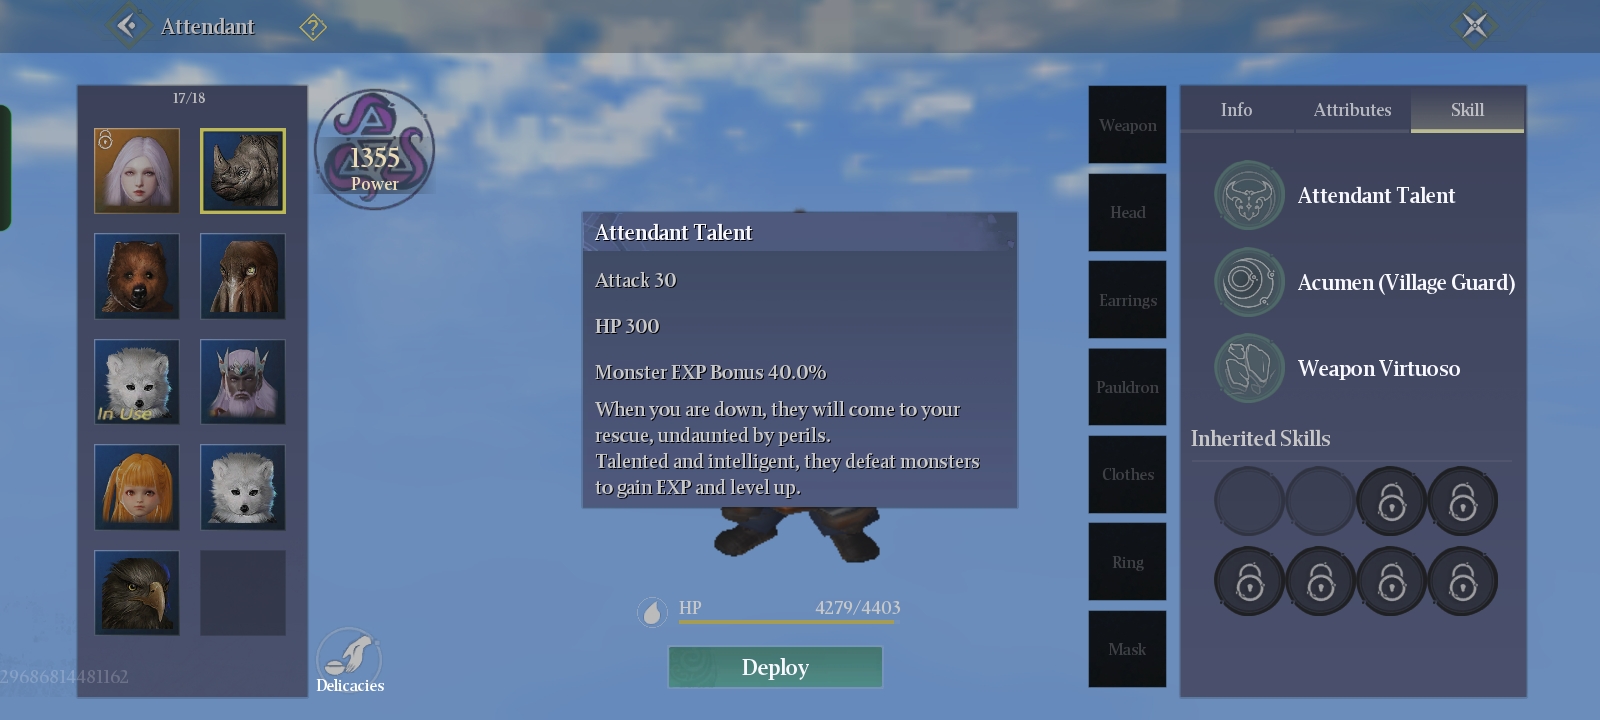 Attendant
?
17/18
1355
Power
In Use
Delicacies
29686814481162
Attendant Talent
Attack 30
HP 300
Monster EXP Bonus 40.0%
When you are down, they will come to your
rescue, undaunted by perils.
Talented and intelligent, they defeat monsters
to gain EXP and level up.
HP 4279/4403
Deploy
Weapon
Head
Earrings
Pauldron
Clothes
Ring
Mask
Info Attributes Skill
Attendant Talent
Acumen (Village Guard)
Weapon Virtuoso
Inherited Skills